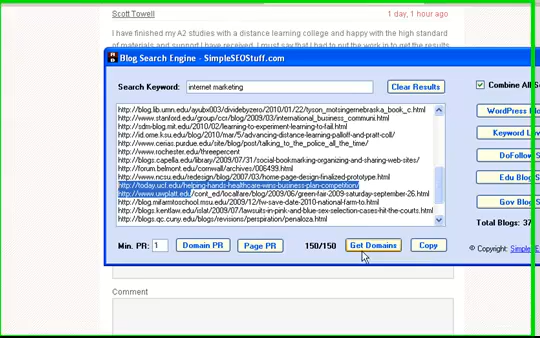 Scott Towell
1 day, 1 hour ago
I have finished my A2 studies with a distance learning college and happy with the high standard
of materials and support I have received. I must say that I had to put the work in to get the results
Blog Search Engine - SimpleSEOStuff.com
Search Keyword: internet marketing
Clear Results
Combine All S
http://blog.lib.umn.edu/ayubx003/dividebyzero/2010/01/22/tyson_motsingernebraska_book_c.html
http://www.stanford.edu/group/ccr/blog/2009/03/international_business_communi.html
http://sdm-blog.mit.edu/2010/02/learning-to-experiment-learning-to-fail.html
http://id.ome.ksu.edu/blog/2010/mar/5/advancing-distance-learning-palloff-and-pratt-coll/
http://www.cerias.purdue.edu/site/blog/post/talking_to_the_police_all_the_time/
http://www.rochester.edu/threepercent
http://blogs.capella.edu/library/2009/07/31/social-bookmarking-organizing-and-sharing-web-sites/
http://forum.belmont.edu/cornwall/archives/006499.html
http://www.ncsu.edu/redesign/blog/2007/03/home-page-design-finalized-prototype.html
http://today.ucf.edu/helping-hands-healthcare-wins-business-plan-competition/
http://www.uwplatt.edu/cont_ed/localfare/blog/2009/06/green-fair-2009-saturday-september-26.html
http://blog.mifarmtoschool.msu.edu/2009/12/fw-save-date-2010-national-farm-to.html
http://blogs.kentlaw.edu/islat/2009/07/lawsuits-in-pink-and-blue-sex-selection-cases-hit-the-courts.html
http://blogs.qc.cuny.edu/blogs/revisions/perspiration/penaloza.html
WordPress Bl
Keyword Lov
DoFollow
Edu Blog
Gov Blog
Total Blogs: 37
Min. PR: 1
Domain PR
Page PR
150/150
Get Domains
Copy
© Copyright: SimpleS
Comment